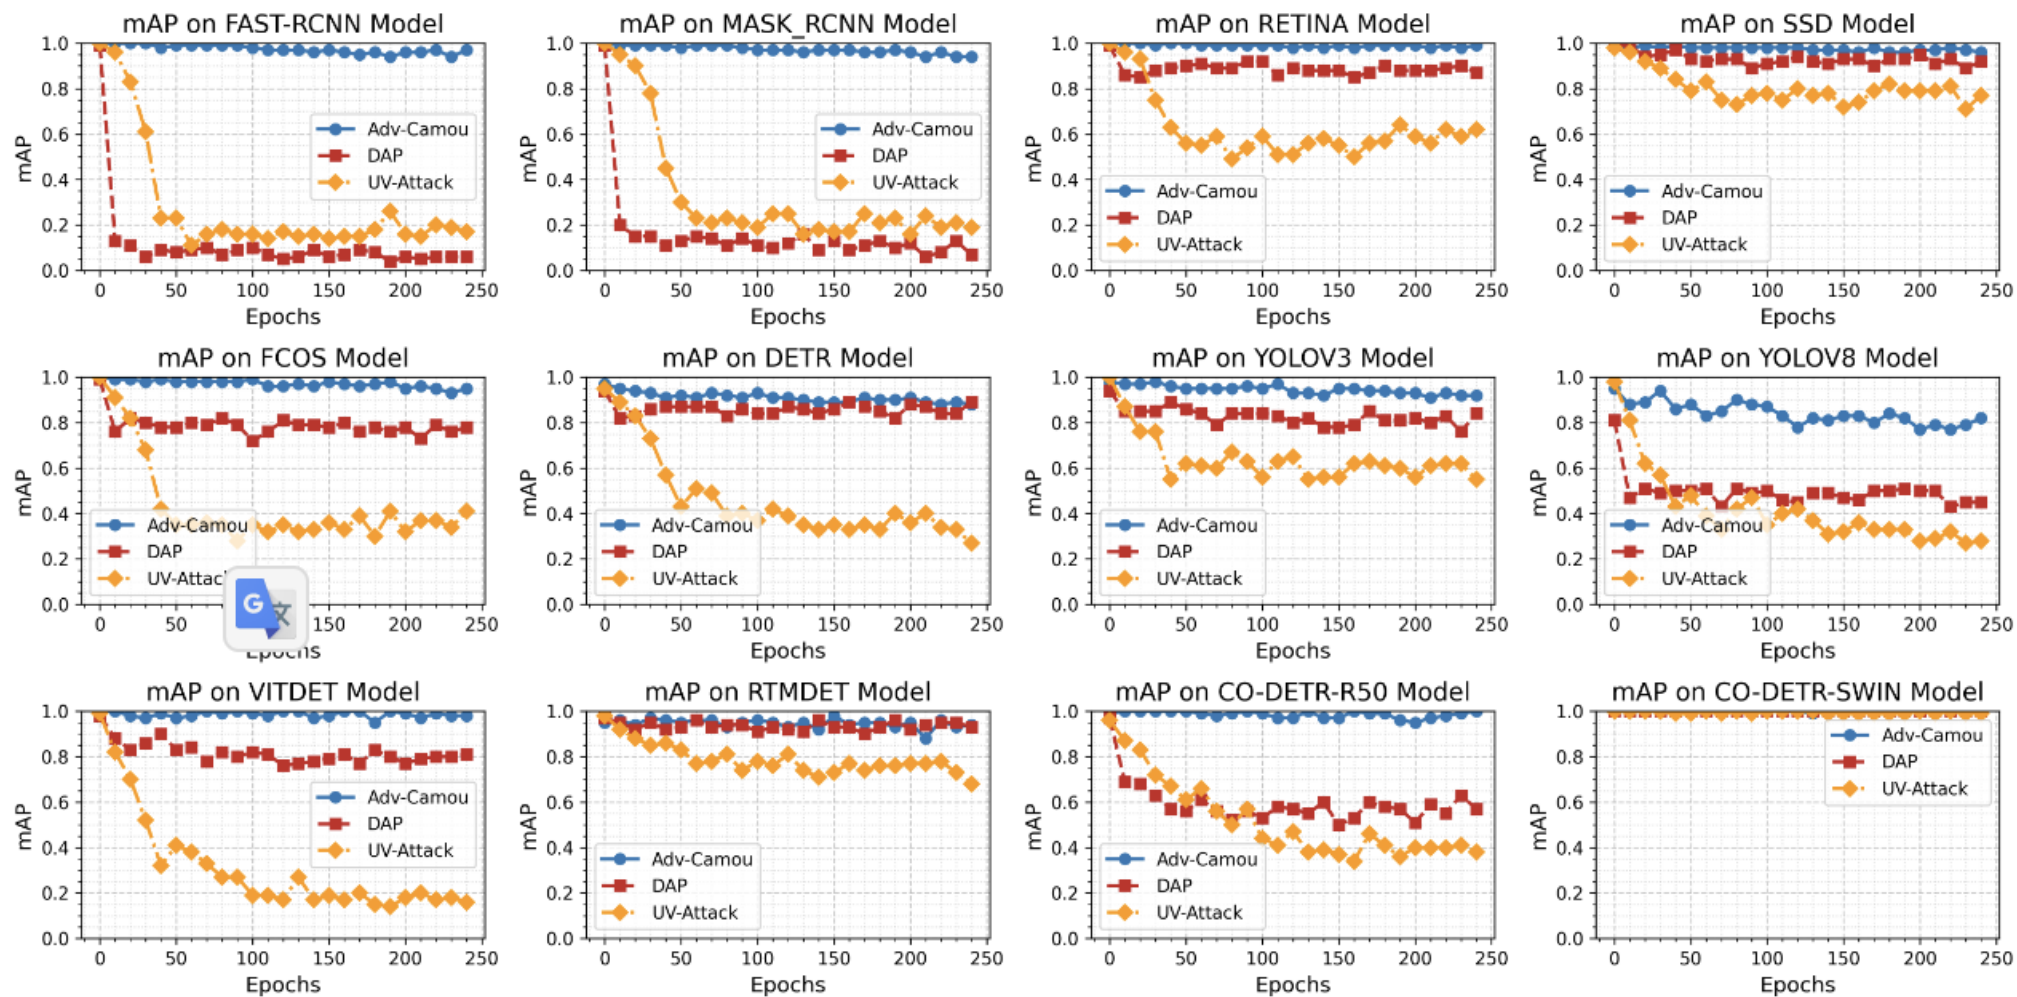 mAP on FAST-RCNN Model
mAP
1.0
0.8
0.6
0.4
0.2
0.0
Adv-Camou
DAP
UV-Attack
0 50 100 150 200 250
Epochs
mAP on MASK_RCNN Model
mAP
1.0
0.8
0.6
0.4
0.2
0.0
Adv-Camou
DAP
UV-Attack
0 50 100 150 200 250
Epochs
mAP on RETINA Model
mAP
1.0
0.8
0.6
0.4
0.2
0.0
Adv-Camou
DAP
UV-Attack
0 50 100 150 200 250
Epochs
mAP on SSD Model
mAP
1.0
0.8
0.6
0.4
0.2
0.0
Adv-Camou
DAP
UV-Attack
0 50 100 150 200 250
Epochs
mAP on FCOS Model
mAP
1.0
0.8
0.6
0.4
0.2
0.0
Adv-Camou
DAP
UV-Attac
G 文
0 50 100 150 200 250
Epochs
mAP on DETR Model
mAP
1.0
0.8
0.6
0.4
0.2
0.0
Adv-Camou
DAP
UV-Attack
0 50 100 150 200 250
Epochs
mAP on YOLOV3 Model
mAP
1.0
0.8
0.6
0.4
0.2
0.0
Adv-Camou
DAP
UV-Attack
0 50 100 150 200 250
Epochs
mAP on YOLOV8 Model
mAP
1.0
0.8
0.6
0.4
0.2
0.0
Adv-Camou
DAP
UV-Attack
0 50 100 150 200 250
Epochs
mAP on VITDET Model
mAP
1.0
0.8
0.6
0.4
0.2
0.0
Adv-Camou
DAP
UV-Attack
0 50 100 150 200 250
Epochs
mAP on RTMDET Model
mAP
1.0
0.8
0.6
0.4
0.2
0.0
Adv-Camou
DAP
UV-Attack
0 50 100 150 200 250
Epochs
mAP on CO-DETR-R50 Model
mAP
1.0
0.8
0.6
0.4
0.2
0.0
Adv-Camou
DAP
UV-Attack
0 50 100 150 200 250
Epochs
mAP on CO-DETR-SWIN Model
mAP
1.0
0.8
0.6
0.4
0.2
0.0
Adv-Camou
DAP
UV-Attack
0 50 100 150 200 250
Epochs